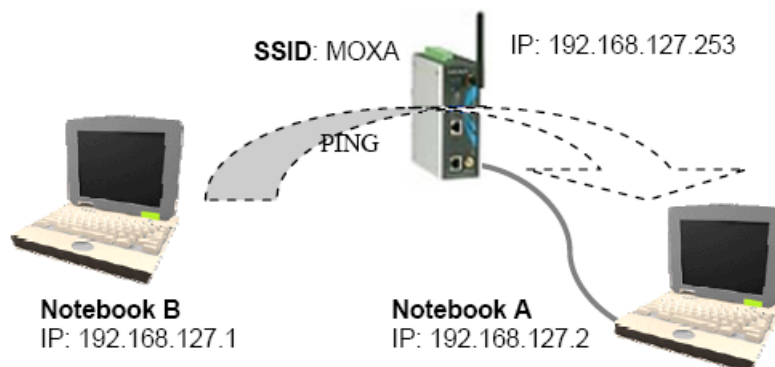 SSID: MOXA
IP: 192.168.127.253
PING
Notebook B
IP: 192.168.127.1
Notebook A
IP: 192.168.127.2